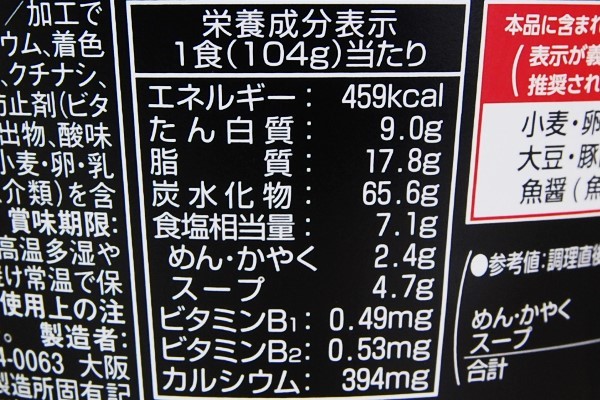 ／加工で
ウム、着色
、クチナシ、
防止剤（ビタ
出物、酸味
小麦・卵・乳
介類）を含
賞味期限:
高温多湿や
け常温で保
使用上の注
。製造者:
4-0063 大阪
製造所固有記
栄養成分表示
1食（104g）当たり
エネルギー： 459kcal
たん白質： 9.0g
脂質： 17.8g
炭水化物： 65.6g
食塩相当量： 7.1g
めん・かやく 2.4g
スープ 4.7g
ビタミンB1： 0.49mg
ビタミンB2： 0.53mg
カルシウム： 394mg
本品に含まれ
表示が義
推奨され
小麦・卵
大豆・豚
魚醤（魚
●参考値：調理直後
めん・かやく
スープ
合計